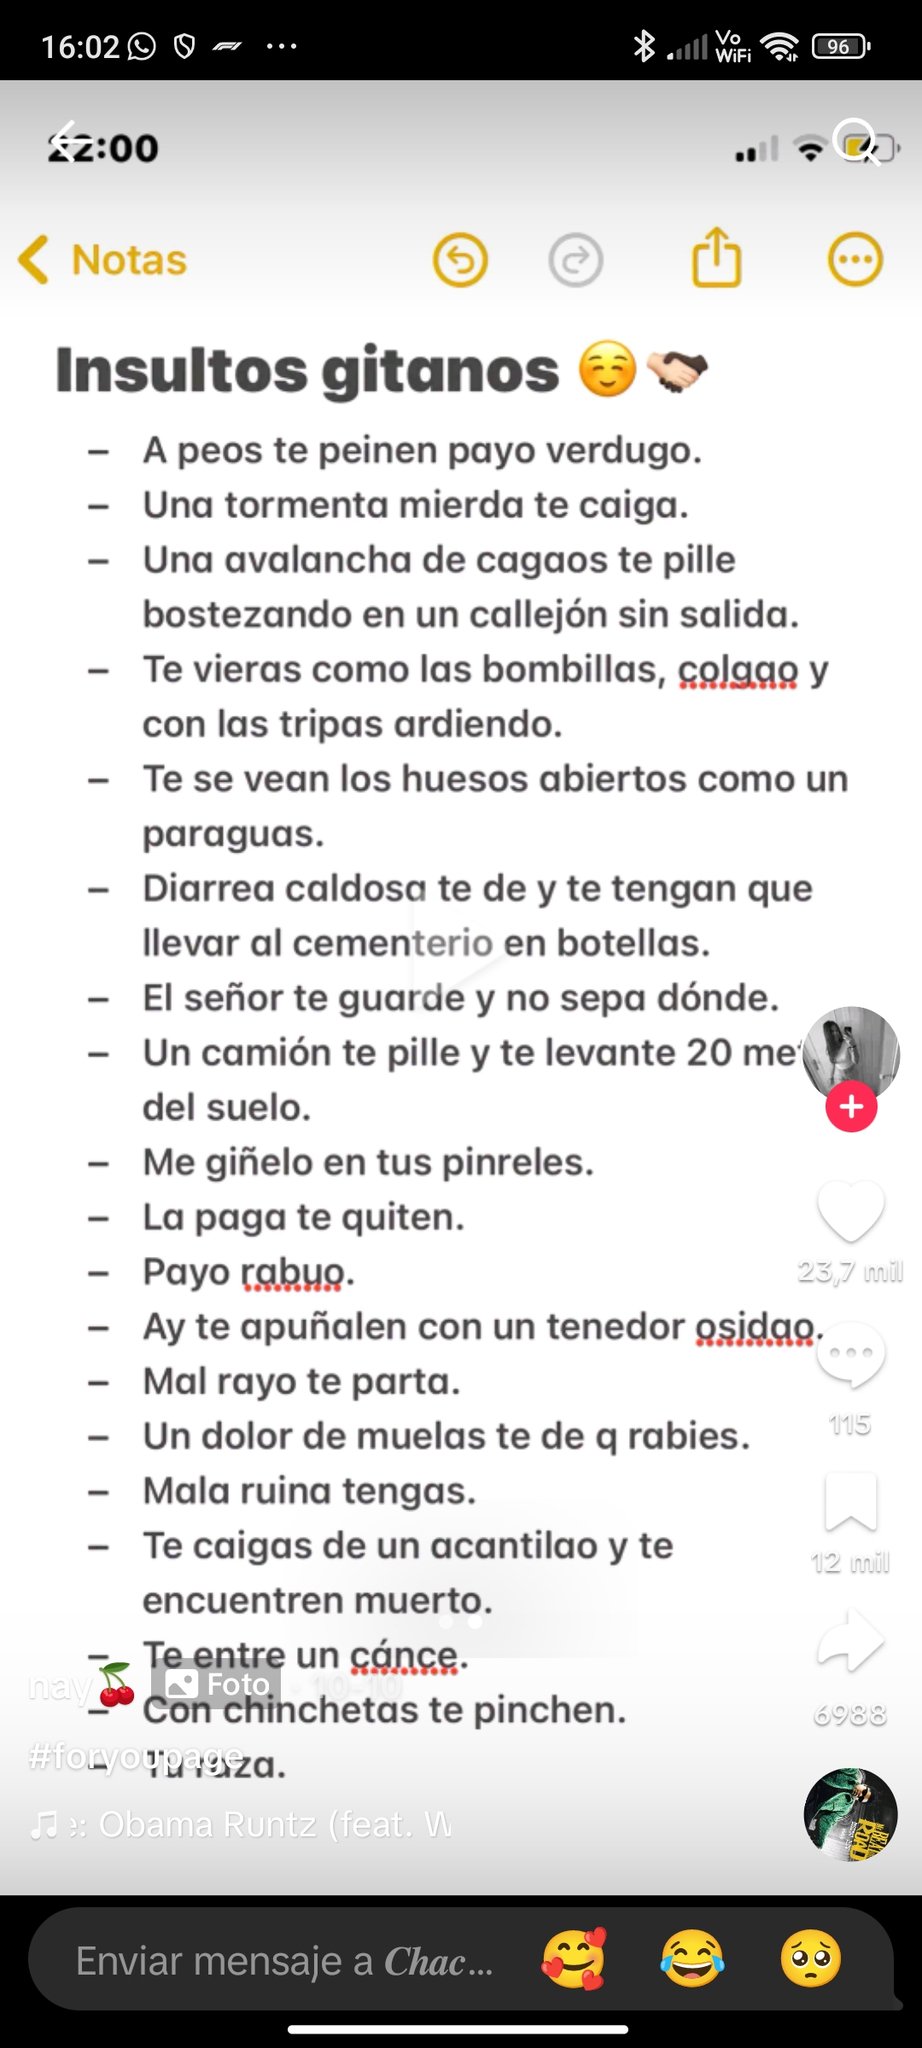 16:02
Vo
WiFi
96
22:00
Notas
Insultos gitanos ☺️🤝
– A peos te peinen payo verdugo.
– Una tormenta mierda te caiga.
– Una avalancha de cagaos te pille
bostezando en un callejón sin salida.
– Te vieras como las bombillas, colgao y
con las tripas ardiendo.
– Te se vean los huesos abiertos como un
paraguas.
– Diarrea caldosa te de y te tengan que
llevar al cementerio en botellas.
– El señor te guarde y no sepa dónde.
– Un camión te pille y te levante 20 me
del suelo.
– Me giñelo en tus pinreles.
– La paga te quiten.
– Payo rabuo.
– Ay te apuñalen con un tenedor osidao.
– Mal rayo te parta.
– Un dolor de muelas te de q rabies.
– Mala ruina tengas.
– Te caigas de un acantilao y te
encuentren muerto.
– Te entre un cánce.
– Con chinchetas te pinchen.
– Tu raza.
23,7 mil
115
12 mil
6988
nay🍒
Foto
· 10-10
#foryoupage
e: Obama Runtz (feat. W
Enviar mensaje a Chac... 🥰 😂 🥺